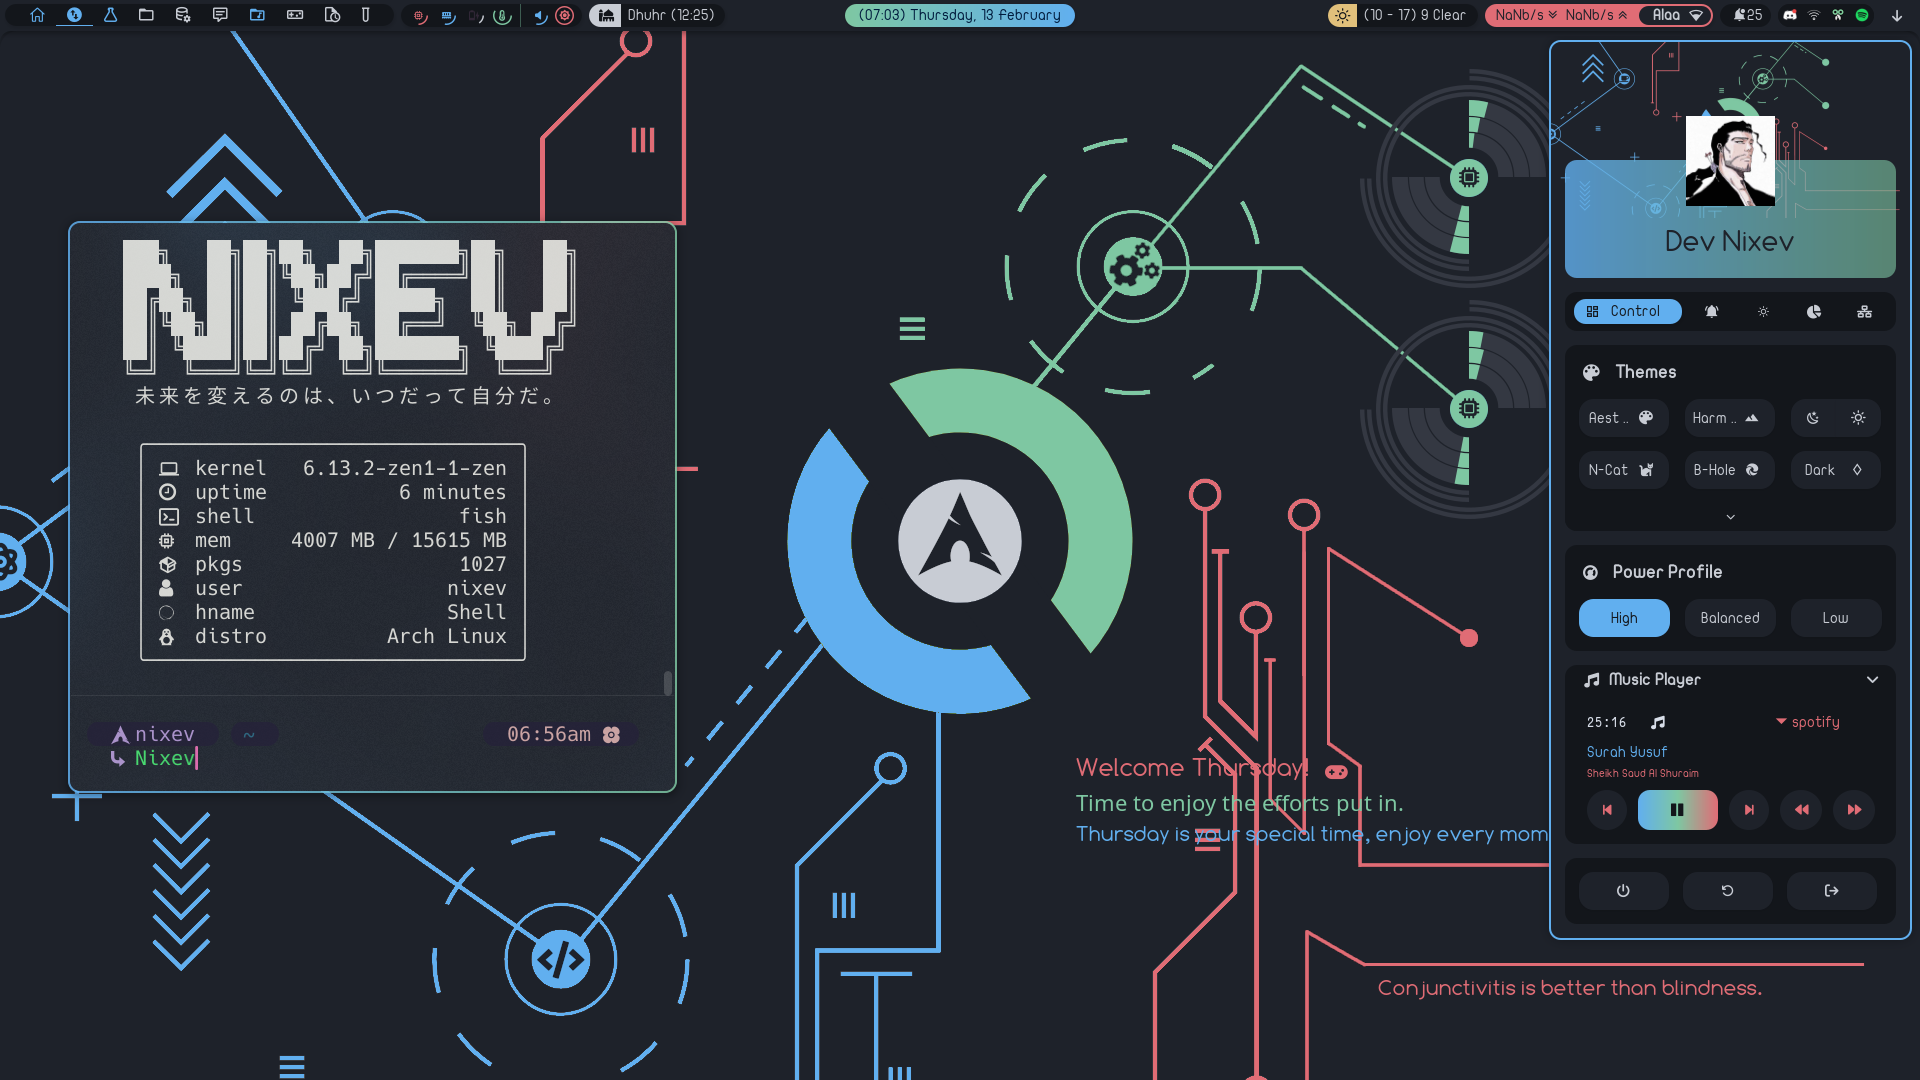 Dhuhr (12:25)
(07:03) Thursday, 13 February
(10 - 17) 9 Clear
NaNb/s NaNb/s
Alaa
25
NIXEV
未来を変えるのは、いつだって自分だ。
kernel 6.13.2-zen1-1-zen
uptime 6 minutes
shell fish
mem 4007 MB / 15615 MB
pkgs 1027
user nixev
hname Shell
distro Arch Linux
nixev ~ 06:56am
Nixev
Welcome Thursday!
Time to enjoy the efforts put in.
Thursday is your special time, enjoy every mom
Conjunctivitis is better than blindness.
Dev Nixev
Control
Themes
Aest .. Harm ..
N-Cat B-Hole Dark
Power Profile
High Balanced Low
Music Player
25:16 spotify
Surah Yusuf
Sheikh Saud Al Shuraim